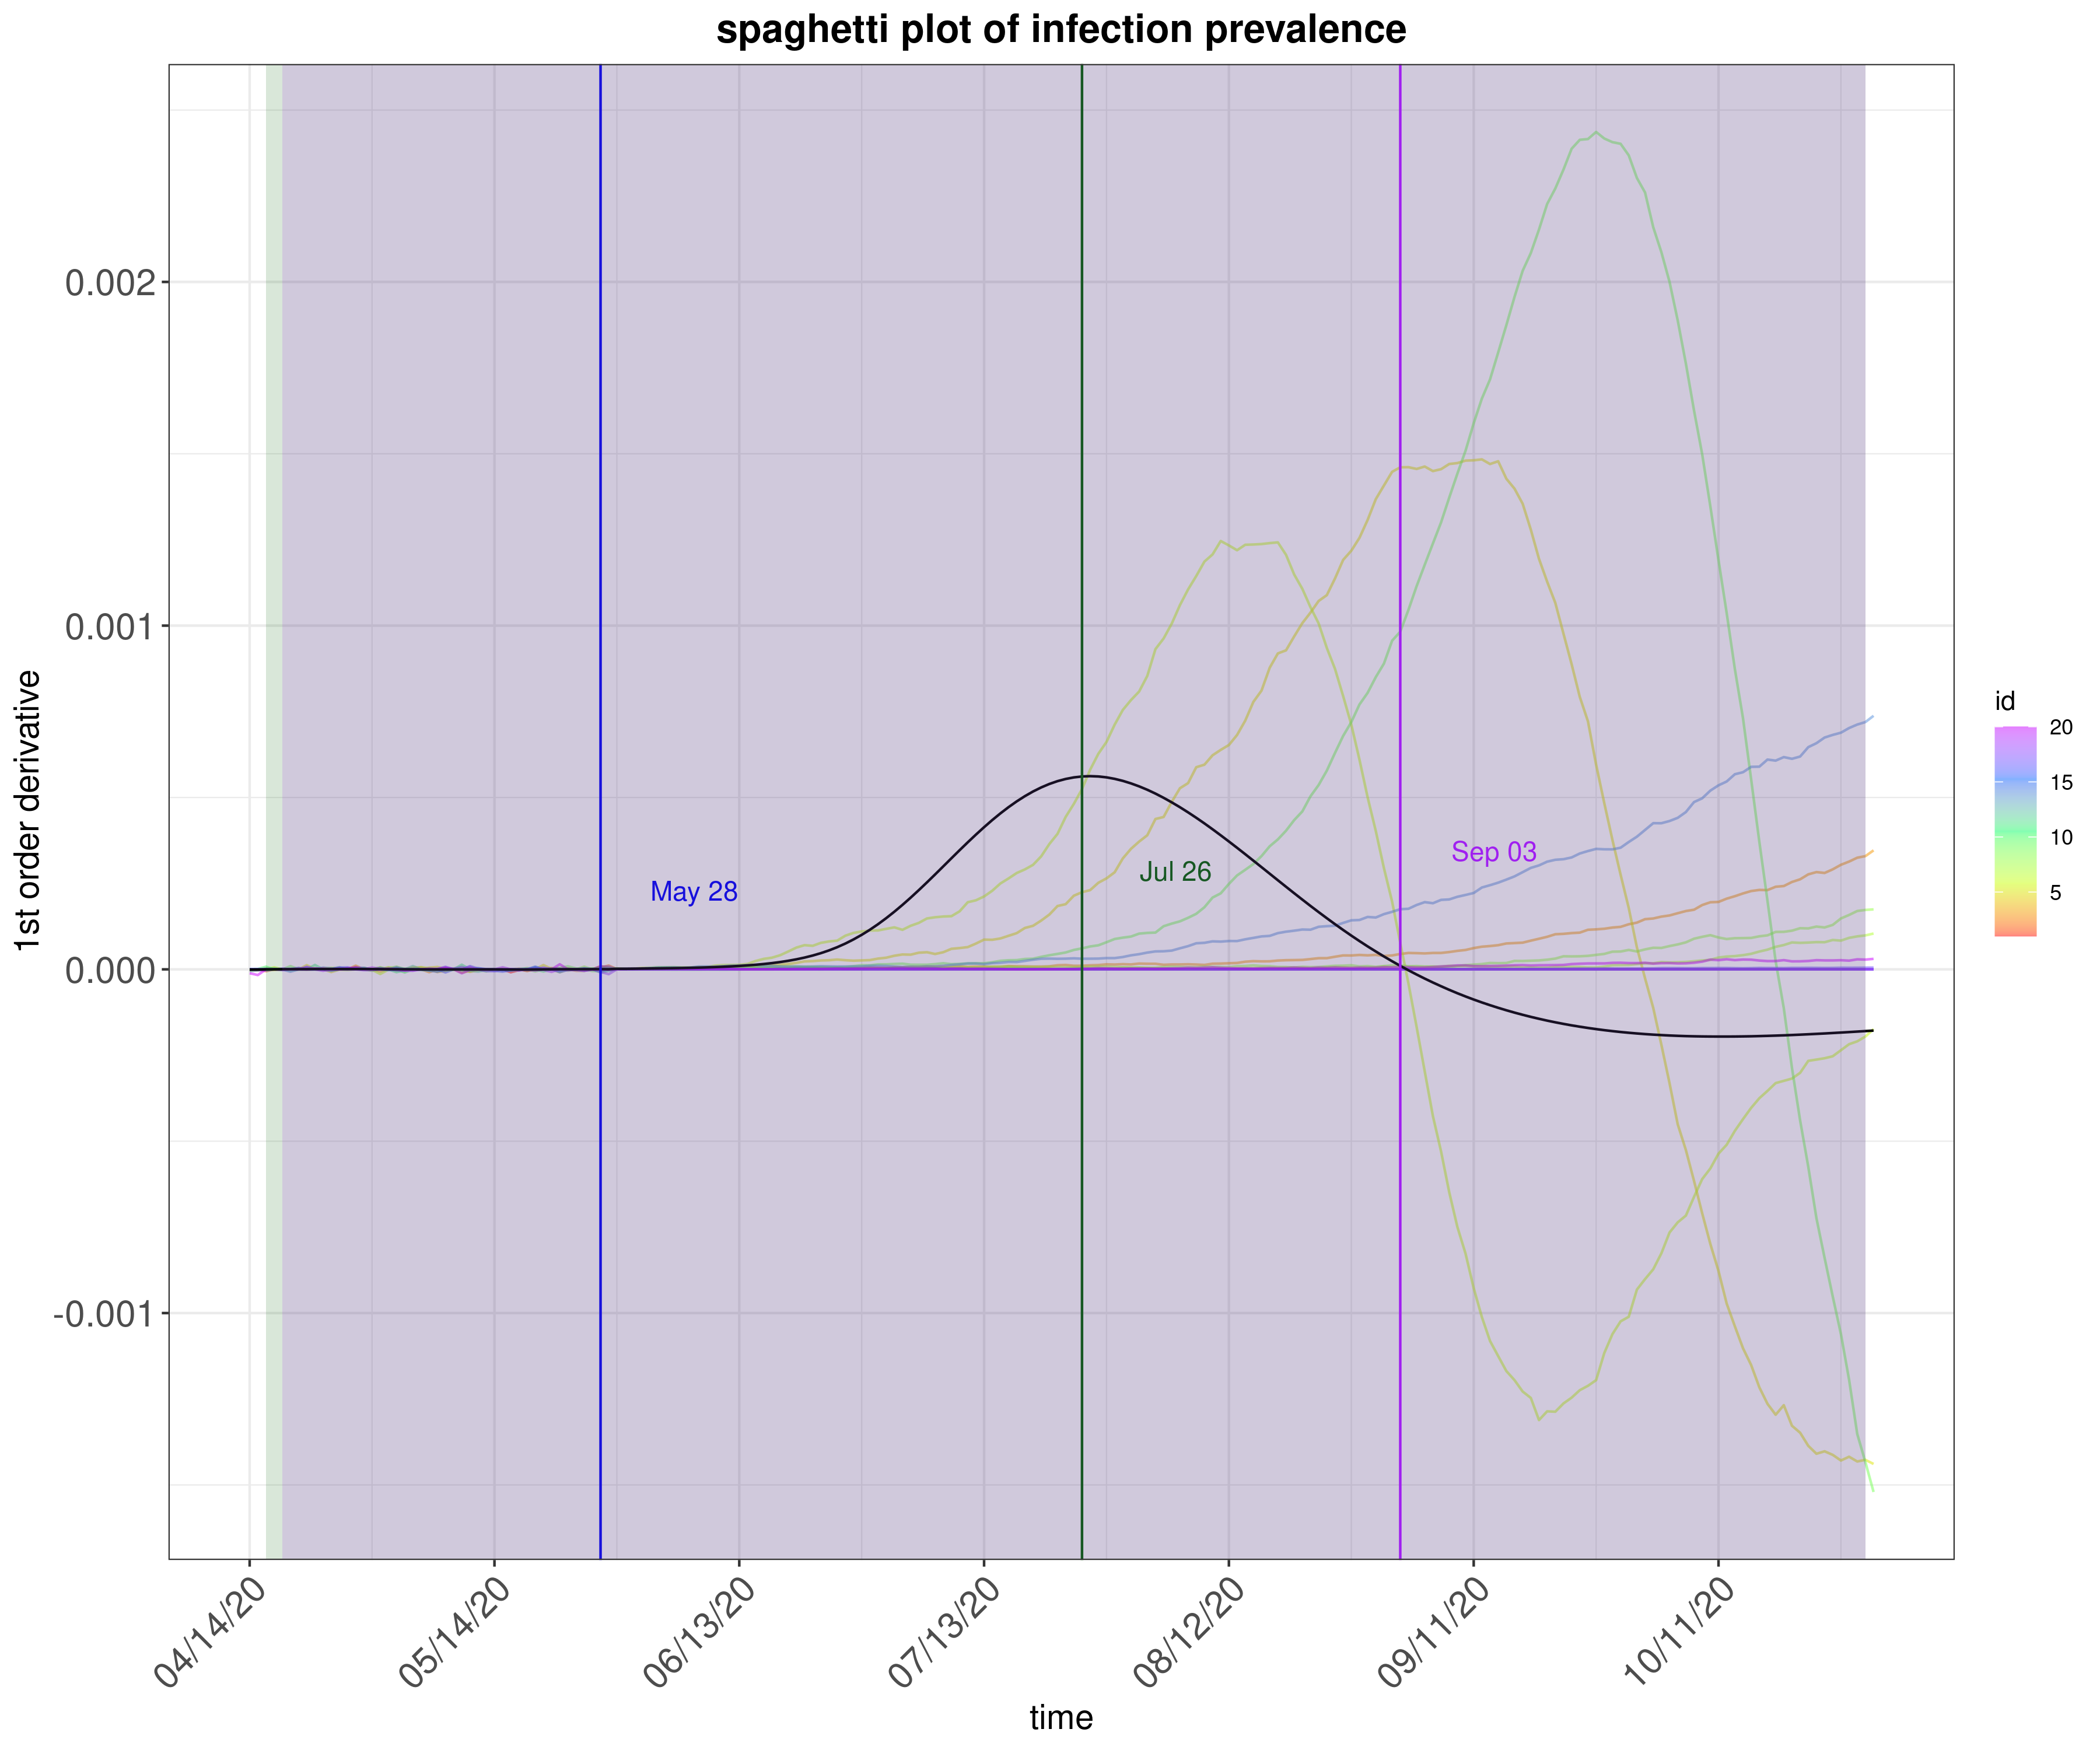 spaghetti plot of infection prevalence
1st order derivative
0.002
0.001
0.000
-0.001
May 28
Jul 26
Sep 03
04/14/20
05/14/20
06/13/20
07/13/20
08/12/20
09/11/20
10/11/20
time
id
20
15
10
5